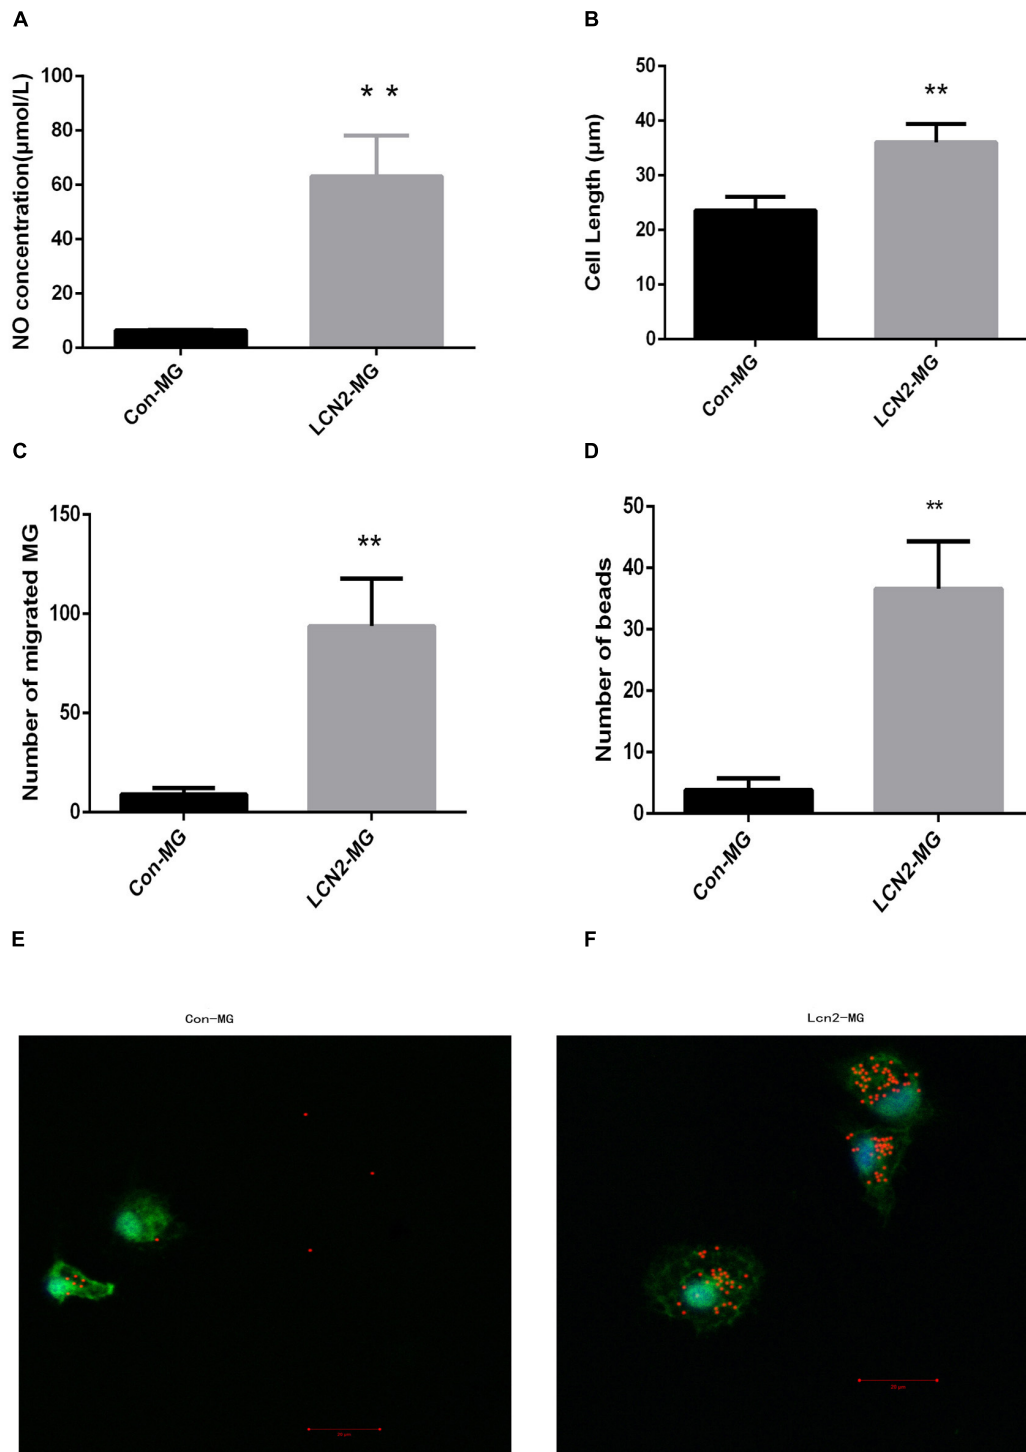 A
NO concentration(µmol/L)
100
80
60
40
20
0
* *
Con-MG
LCN2-MG
B
Cell Length (µm)
50
40
30
20
10
0
**
Con-MG
LCN2-MG
C
Number of migrated MG
150
100
50
0
**
Con-MG
LCN2-MG
D
Number of beads
50
40
30
20
10
0
**
Con-MG
LCN2-MG
E
Con-MG
F
Lcn2-MG